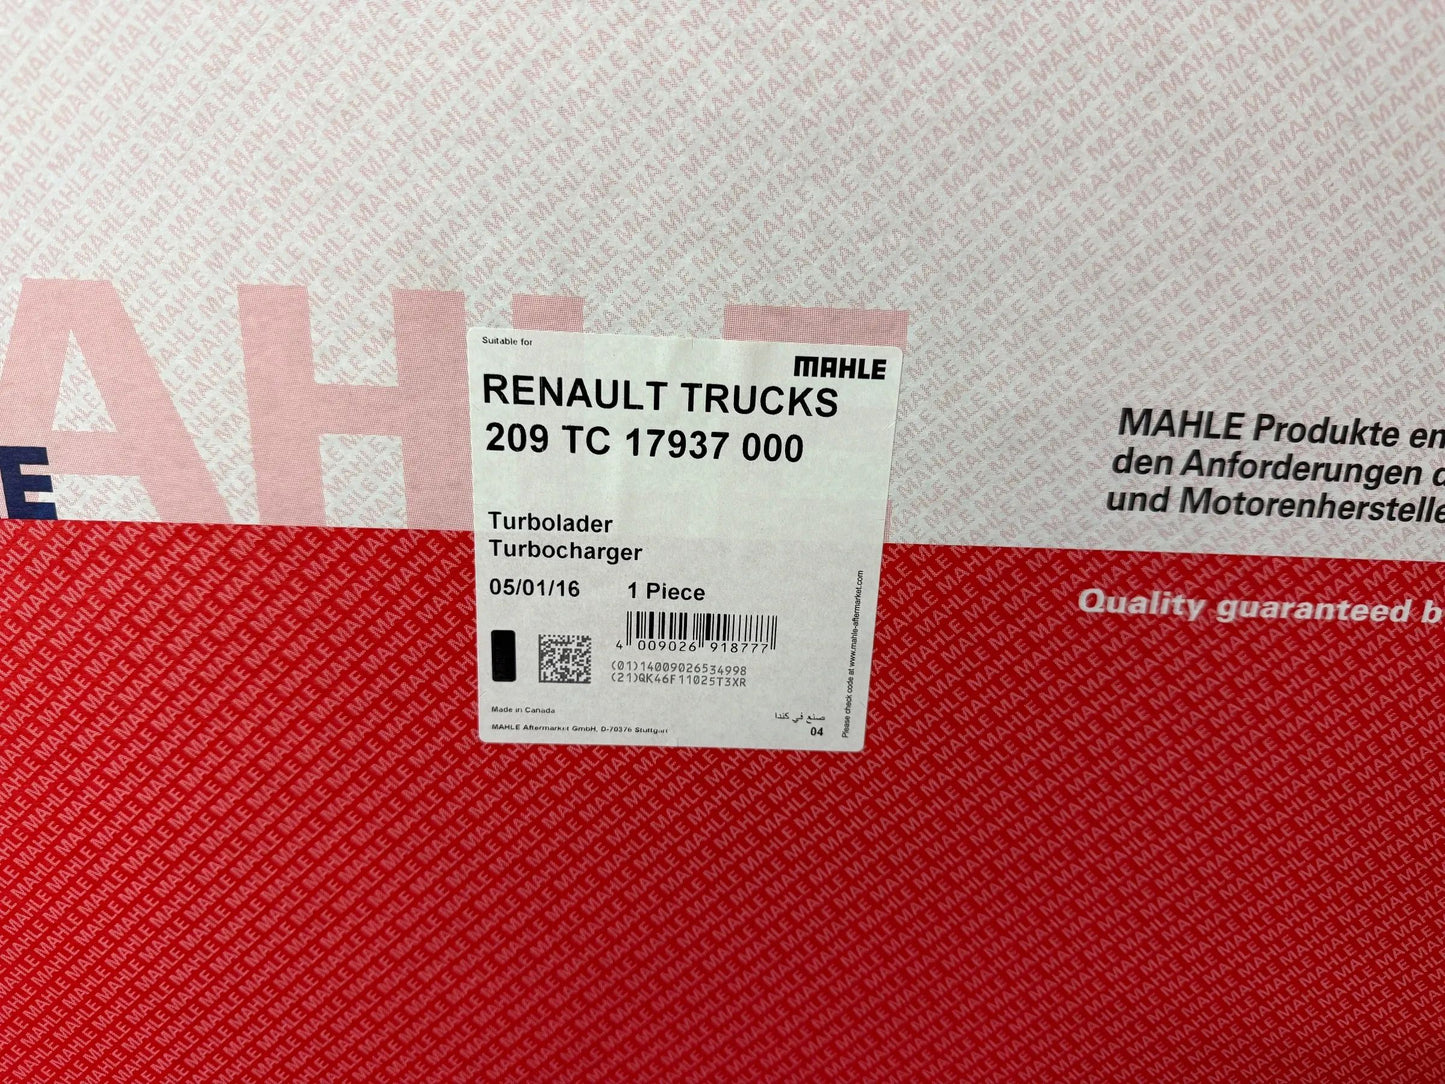 Suitable for
MAHLE
RENAULT TRUCKS
209 TC 17937 000
Turbolader
Turbocharger
05/01/16 1 Piece
4 009026 918777
(01)14009026534998
(21)QK46F11025T3XR
Made in Canada
صنع في كندا
MAHLE Aftermarket GmbH, D-70376 Stuttgart
04
Please check code at www.mahle-aftermarket.com
AHLE
E
MAHLE Produkte en
den Anforderungen d
und Motorenherstelle
Quality guaranteed b